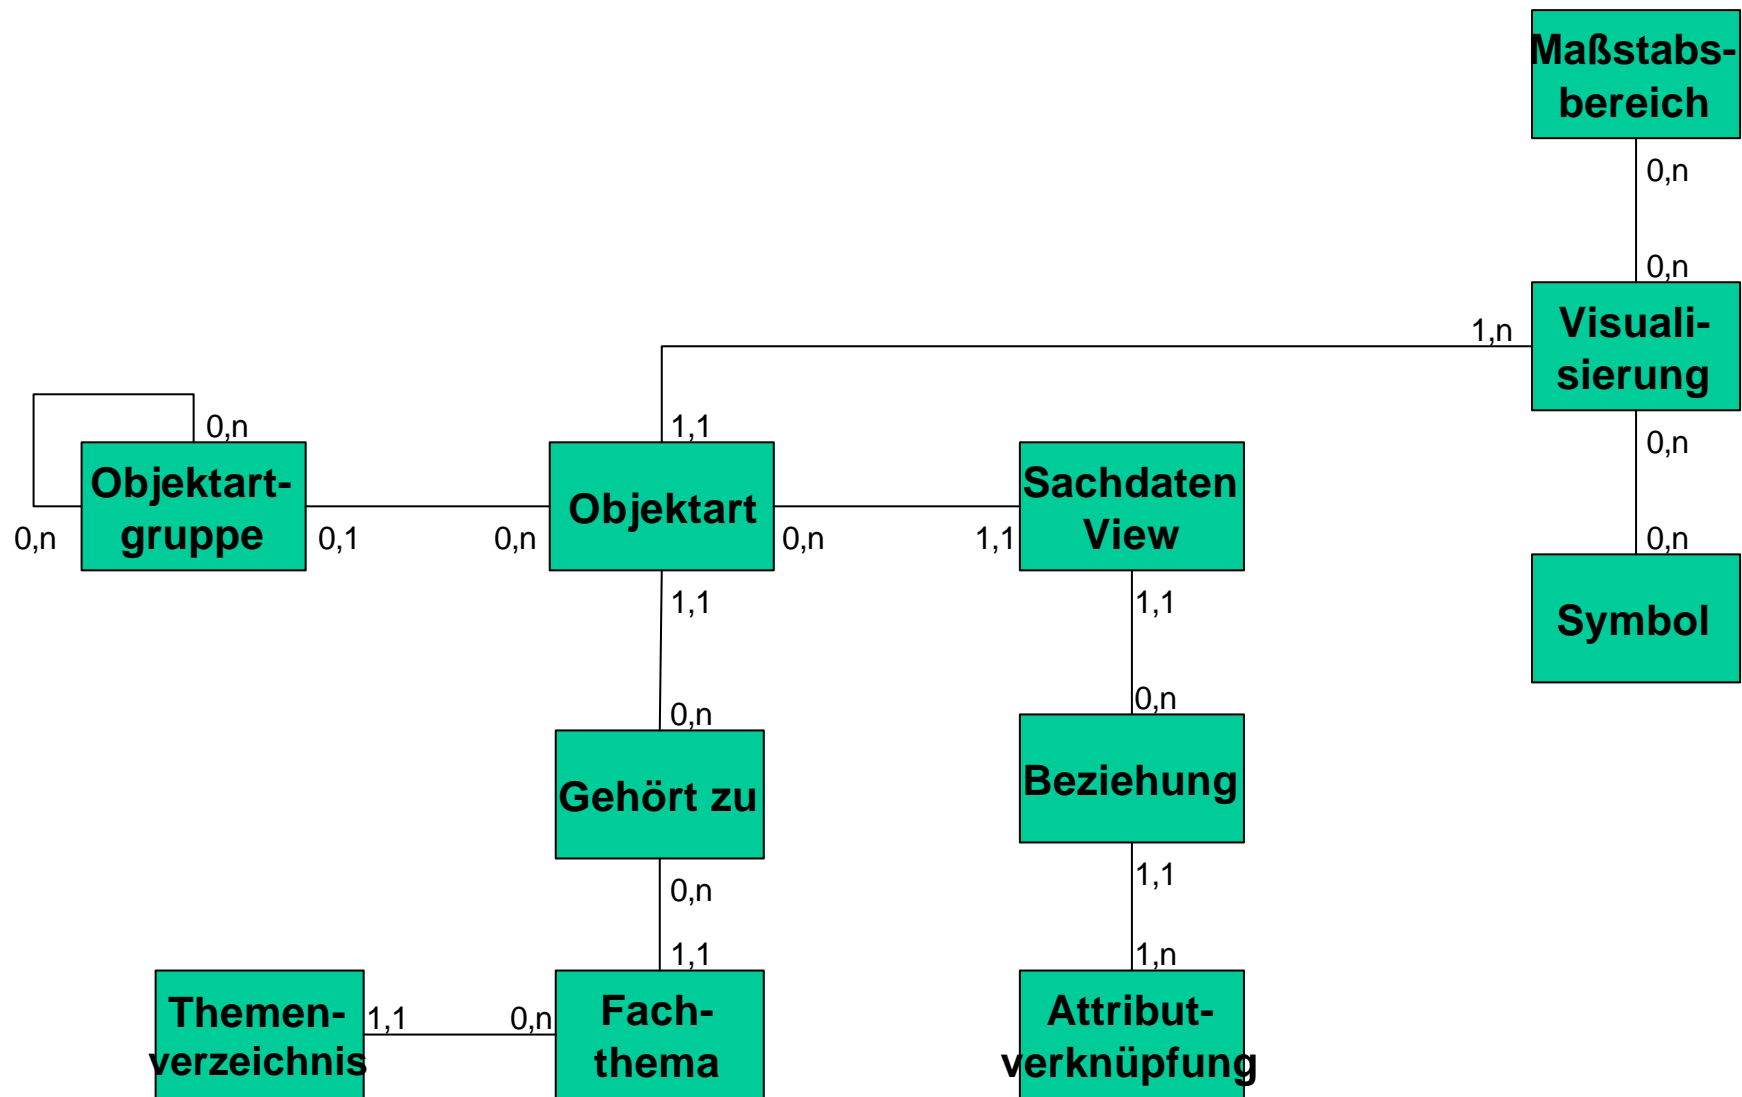 Maßstabs-
bereich
0,n
0,n
Visuali-
sierung
1,n
0,n
0,n
Symbol
0,n
Objektart-
gruppe
0,n
0,1
0,n
1,1
Objektart
0,n
1,1
Sachdaten
View
1,1
1,1
0,n
Gehört zu
0,n
1,1
0,n
Beziehung
1,1
1,n
Themen-
verzeichnis
1,1
0,n
Fach-
thema
Attribut-
verknüpfung